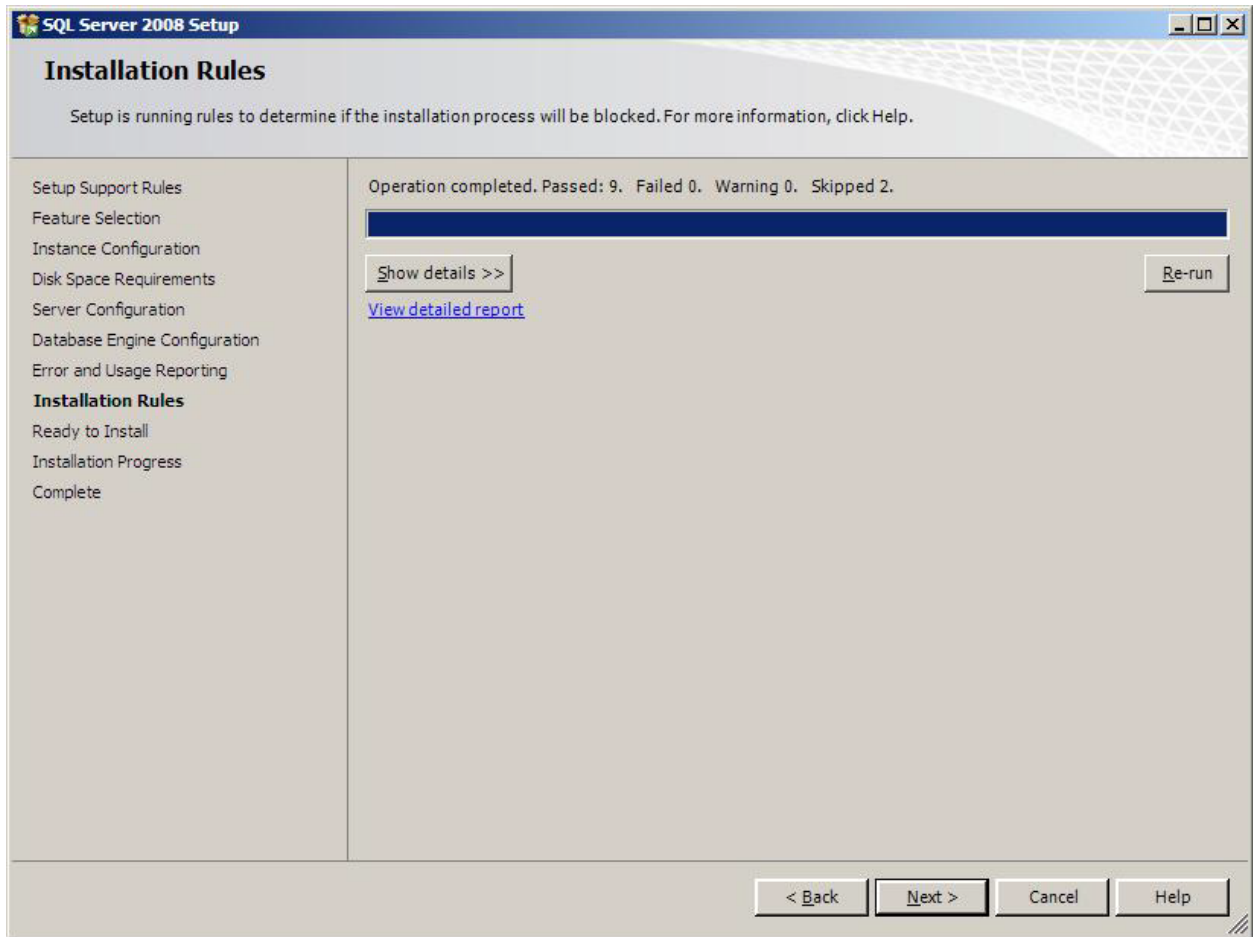 SQL Server 2008 Setup
Installation Rules
Setup is running rules to determine if the installation process will be blocked. For more information, click Help.
Setup Support Rules
Feature Selection
Instance Configuration
Disk Space Requirements
Server Configuration
Database Engine Configuration
Error and Usage Reporting
Installation Rules
Ready to Install
Installation Progress
Complete
Operation completed. Passed: 9. Failed 0. Warning 0. Skipped 2.
Show details >>
Re-run
View detailed report
< Back
Next >
Cancel
Help